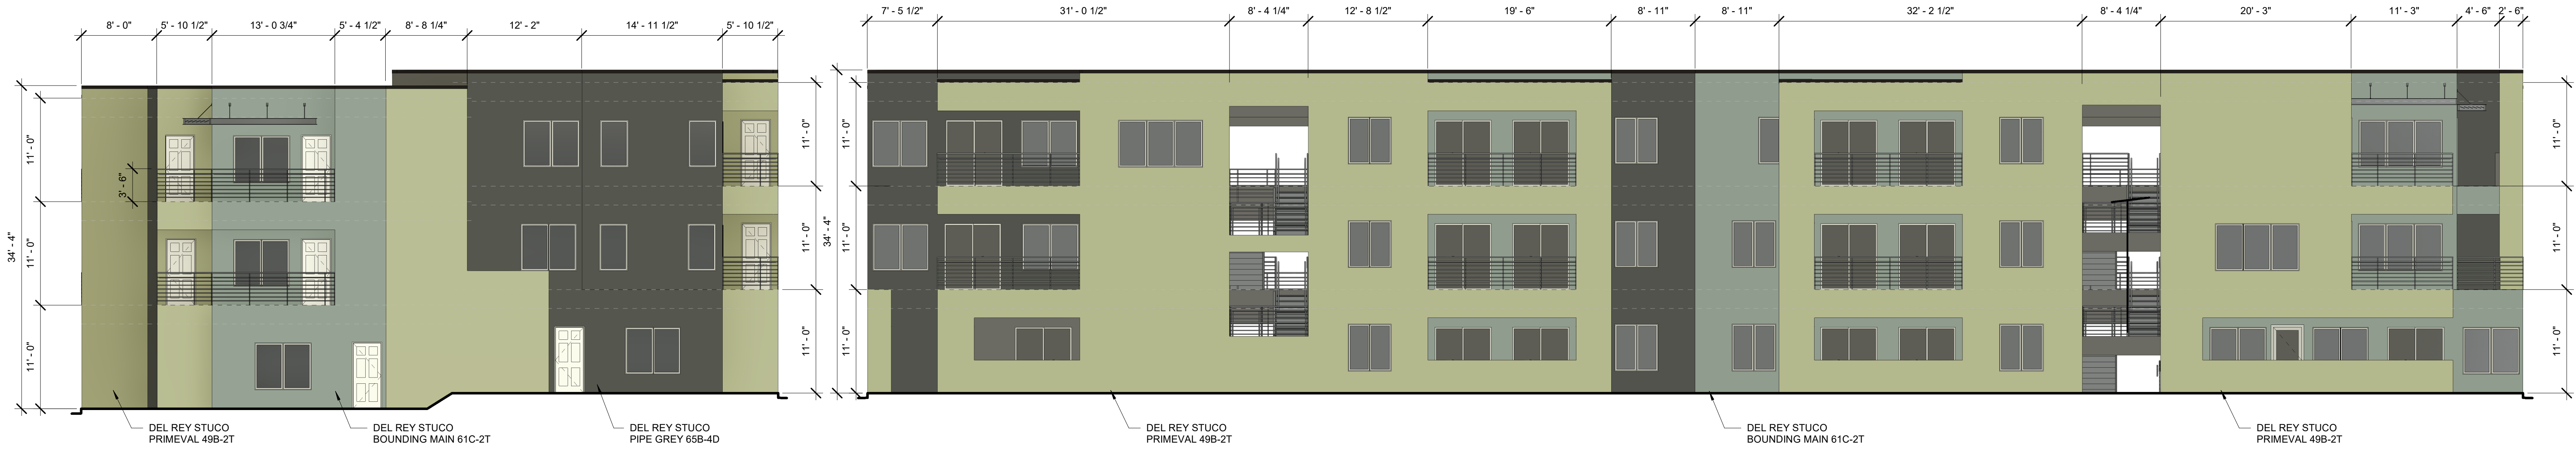 8' - 0"
5' - 10 1/2"
13' - 0 3/4"
5' - 4 1/2"
8' - 8 1/4"
12' - 2"
14' - 11 1/2"
5' - 10 1/2"
34' - 4"
11' - 0"
11' - 0"
11' - 0"
3' - 6"
11' - 0"
11' - 0"
11' - 0"
DEL REY STUCO
PRIMEVAL 49B-2T
DEL REY STUCO
BOUNDING MAIN 61C-2T
DEL REY STUCO
PIPE GREY 65B-4D
7' - 5 1/2"
31' - 0 1/2"
8' - 4 1/4"
12' - 8 1/2"
19' - 6"
8' - 11"
8' - 11"
32' - 2 1/2"
8' - 4 1/4"
20' - 3"
11' - 3"
4' - 6"
2' - 6"
34' - 4"
11' - 0"
11' - 0"
11' - 0"
11' - 0"
11' - 0"
11' - 0"
DEL REY STUCO
PRIMEVAL 49B-2T
DEL REY STUCO
BOUNDING MAIN 61C-2T
DEL REY STUCO
PRIMEVAL 49B-2T